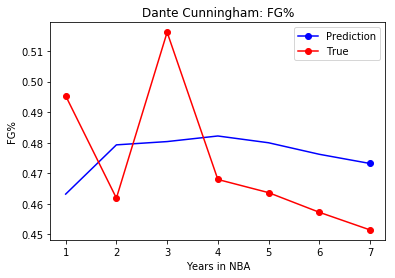 Dante Cunningham: FG%
Prediction
True
0.51
0.50
0.49
0.48
0.47
0.46
0.45
FG%
1 2 3 4 5 6 7
Years in NBA